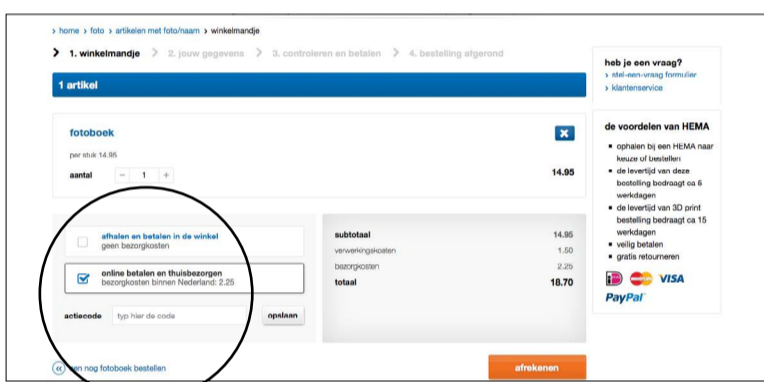 › home › foto › artikelen met foto/naam › winkelmandje
› 1. winkelmandje › 2. jouw gegevens › 3. controleren en betalen › 4. bestelling afgerond
1 artikel
fotoboek
per stuk 14.95
aantal - 1 + 14.95
afhalen en betalen in de winkel
geen bezorgkosten
online betalen en thuisbezorgen
bezorgkosten binnen Nederland: 2.25
actiecode typ hier de code opslaan
subtotaal 14.95
verwerkingskosten 1.50
bezorgkosten 2.25
totaal 18.70
een nog fotoboek bestellen
afrekenen
heb je een vraag?
› stel-een-vraag formulier
› klantenservice
de voordelen van HEMA
ophalen bij een HEMA naar
keuze of bestellen
de levertijd van deze
bestelling bedraagt ca 6
werkdagen
de levertijd van 3D print
bestelling bedraagt ca 15
werkdagen
veilig betalen
gratis retourneren
VISA
PayPal